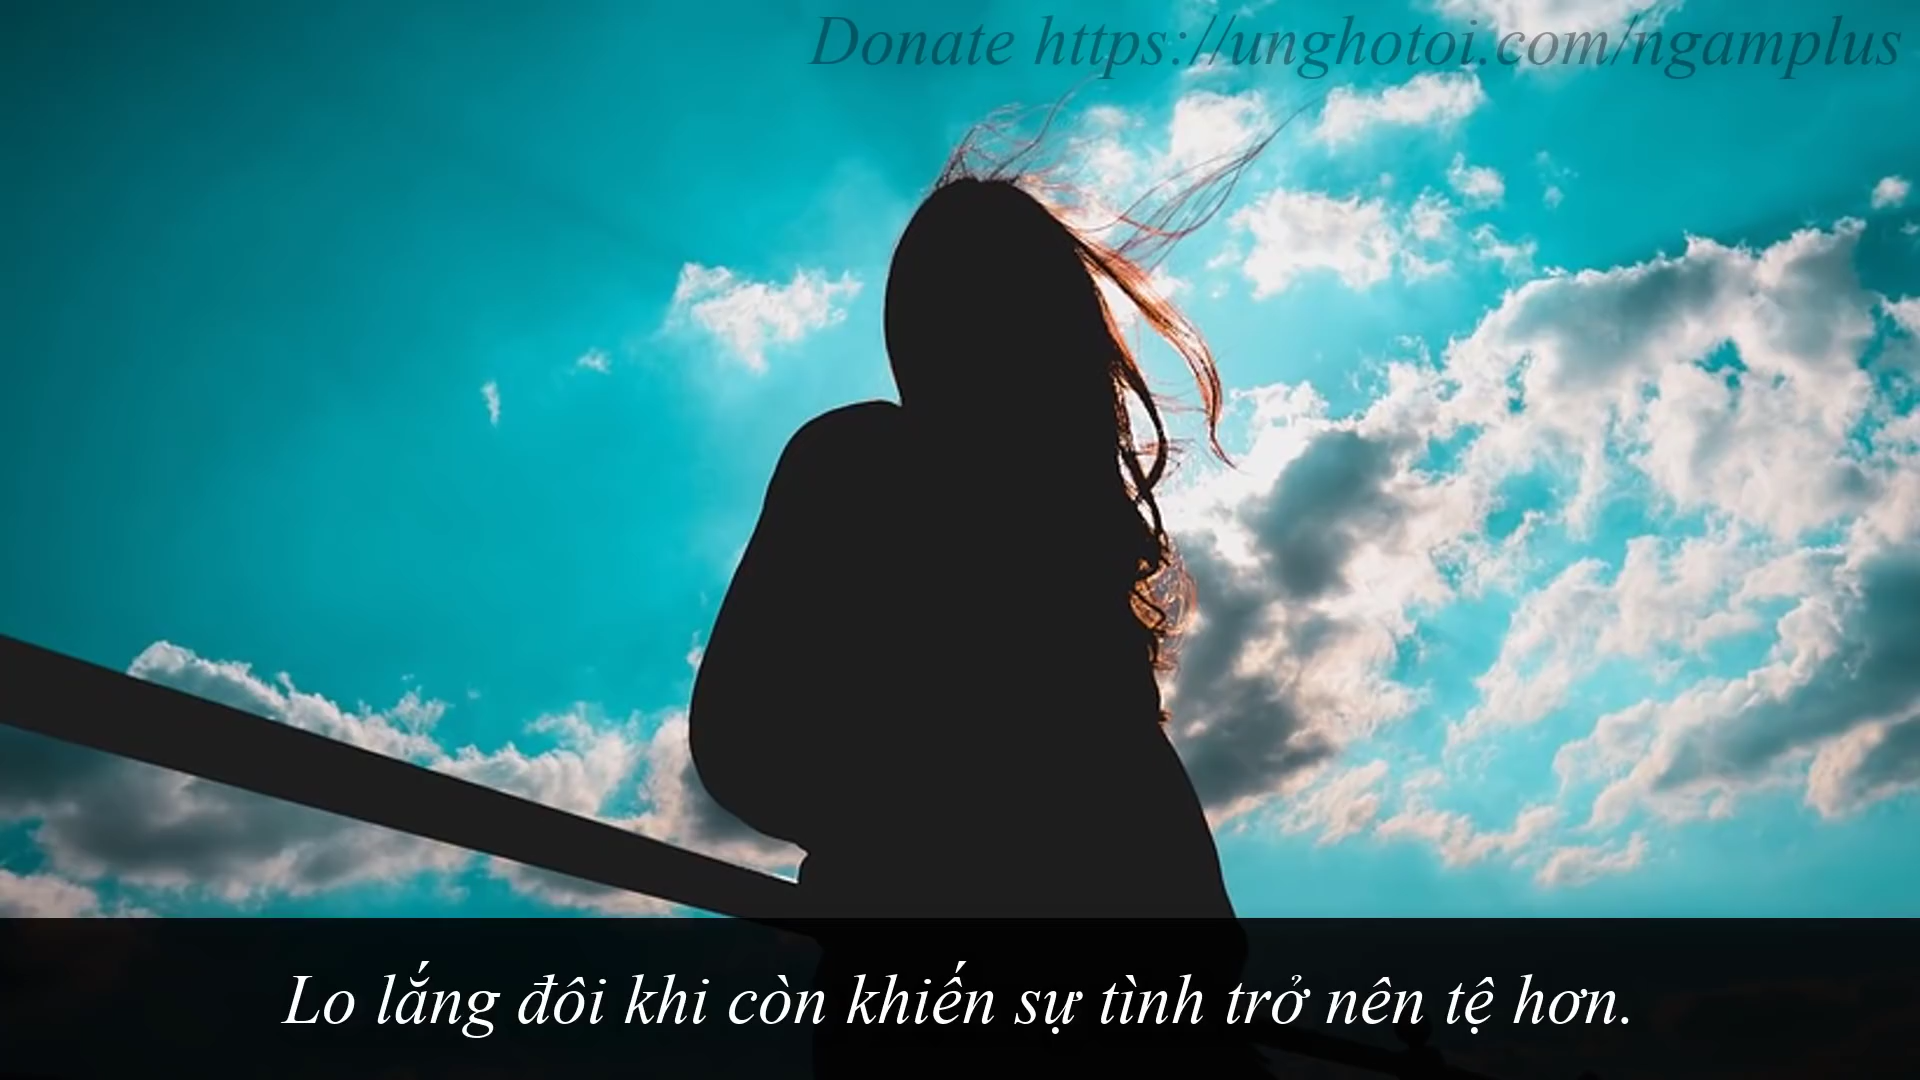 Donate https://unghotoi.com/ngamplus
Lo lắng đôi khi còn khiến sự tình trở nên tệ hơn.